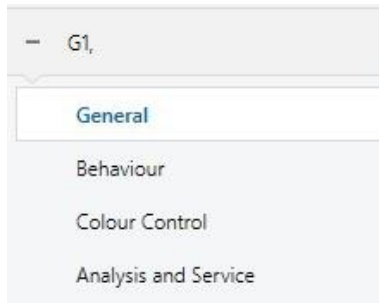 − G1,
General
Behaviour
Colour Control
Analysis and Service